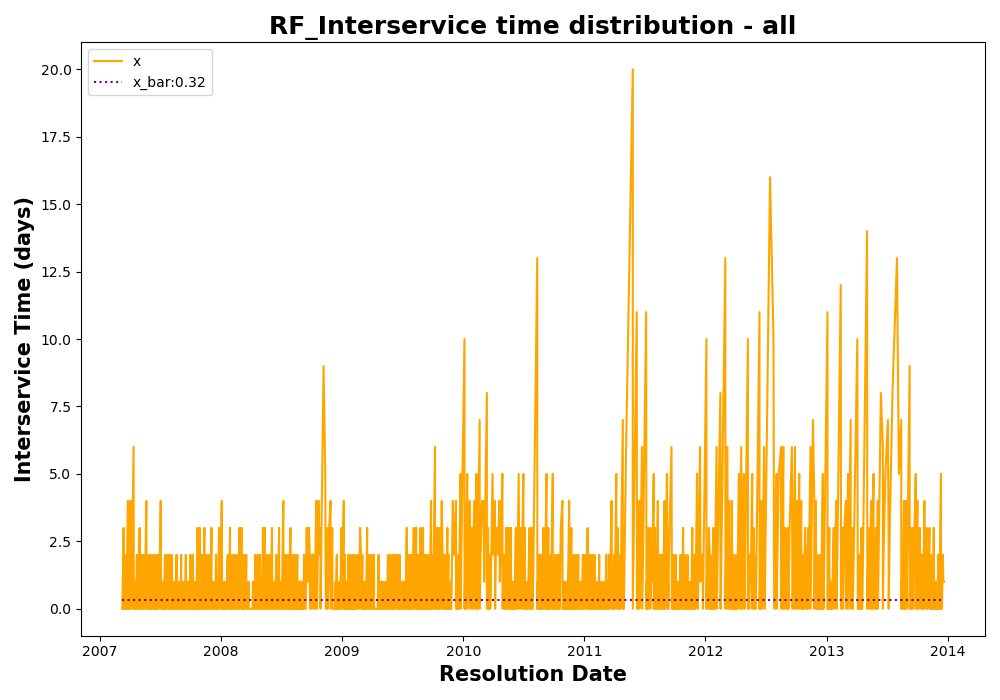 RF_Interservice time distribution - all
x
x_bar:0.32
20.0
17.5
15.0
12.5
10.0
7.5
5.0
2.5
0.0
Interservice Time (days)
2007 2008 2009 2010 2011 2012 2013 2014
Resolution Date